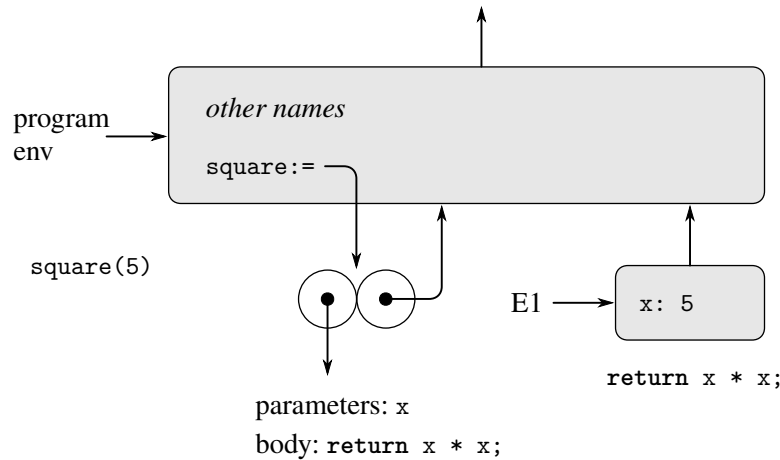 other names
program
env
square:=
square(5)
E1
x: 5
return x * x;
parameters: x
body: return x * x;